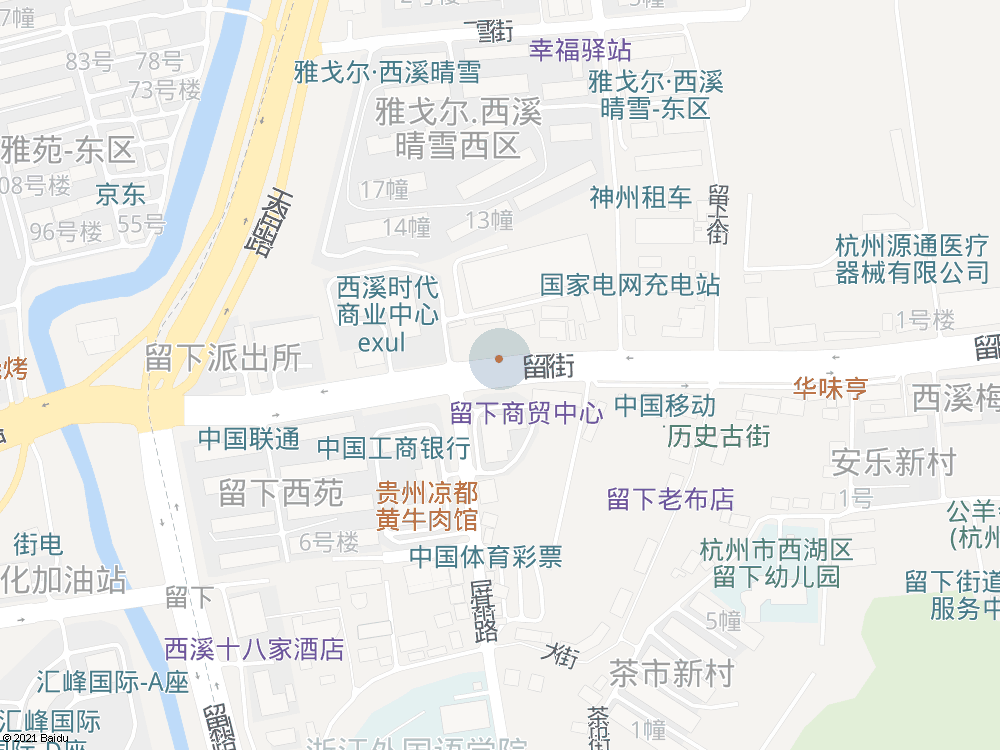 7幢
雪街
5幢
幸福驿站
83号
78号
73号楼
雅戈尔·西溪晴雪
雅戈尔·西溪
晴雪-东区
雅戈尔.西溪
晴雪西区
雅苑-东区
08号楼
京东
55号
96号楼
17幢
14幢
13幢
神州租车
留下大街
天目山路
杭州源通医疗
器械有限公司
西溪时代
商业中心
exul
国家电网充电站
1号楼
留下派出所
留街
留
烤
华味亨
西溪梅
留下商贸中心
中国移动
历史古街
中国联通
中国工商银行
安乐新村
1号
留下西苑
贵州凉都
黄牛肉馆
留下老布店
6号楼
街电
中国体育彩票
杭州市西湖区
留下幼儿园
公羊
(杭州
化加油站
留下
留下街道
服务中
5幢
西溪十八家酒店
大街
茶市新村
汇峰国际-A座
汇峰国际
茶市街
1幢
浙江外国语学院
© 2021 Baidu